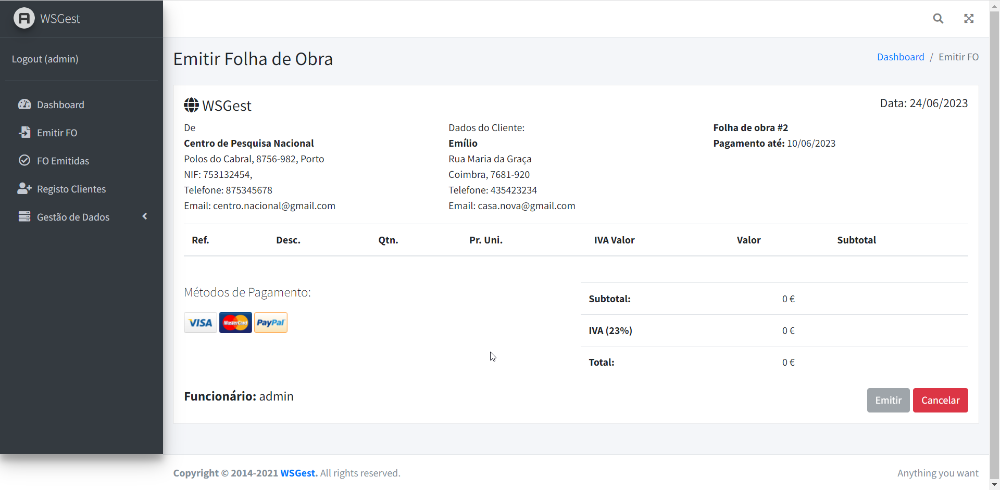 WSGest
Logout (admin)
Dashboard
Emitir FO
FO Emitidas
Registo Clientes
Gestão de Dados
Emitir Folha de Obra
Dashboard / Emitir FO
WSGest
Data: 24/06/2023
De
Centro de Pesquisa Nacional
Polos do Cabral, 8756-982, Porto
NIF: 753132454,
Telefone: 875345678
Email: centro.nacional@gmail.com
Dados do Cliente:
Emílio
Rua Maria da Graça
Coimbra, 7681-920
Telefone: 435423234
Email: casa.nova@gmail.com
Folha de obra #2
Pagamento até: 10/06/2023
Ref. Desc. Qtn. Pr. Uni. IVA Valor Valor Subtotal
Métodos de Pagamento:
VISA MasterCard PayPal
Subtotal: 0 €
IVA (23%) 0 €
Total: 0 €
Funcionário: admin
Emitir Cancelar
Copyright © 2014-2021 WSGest. All rights reserved.
Anything you want